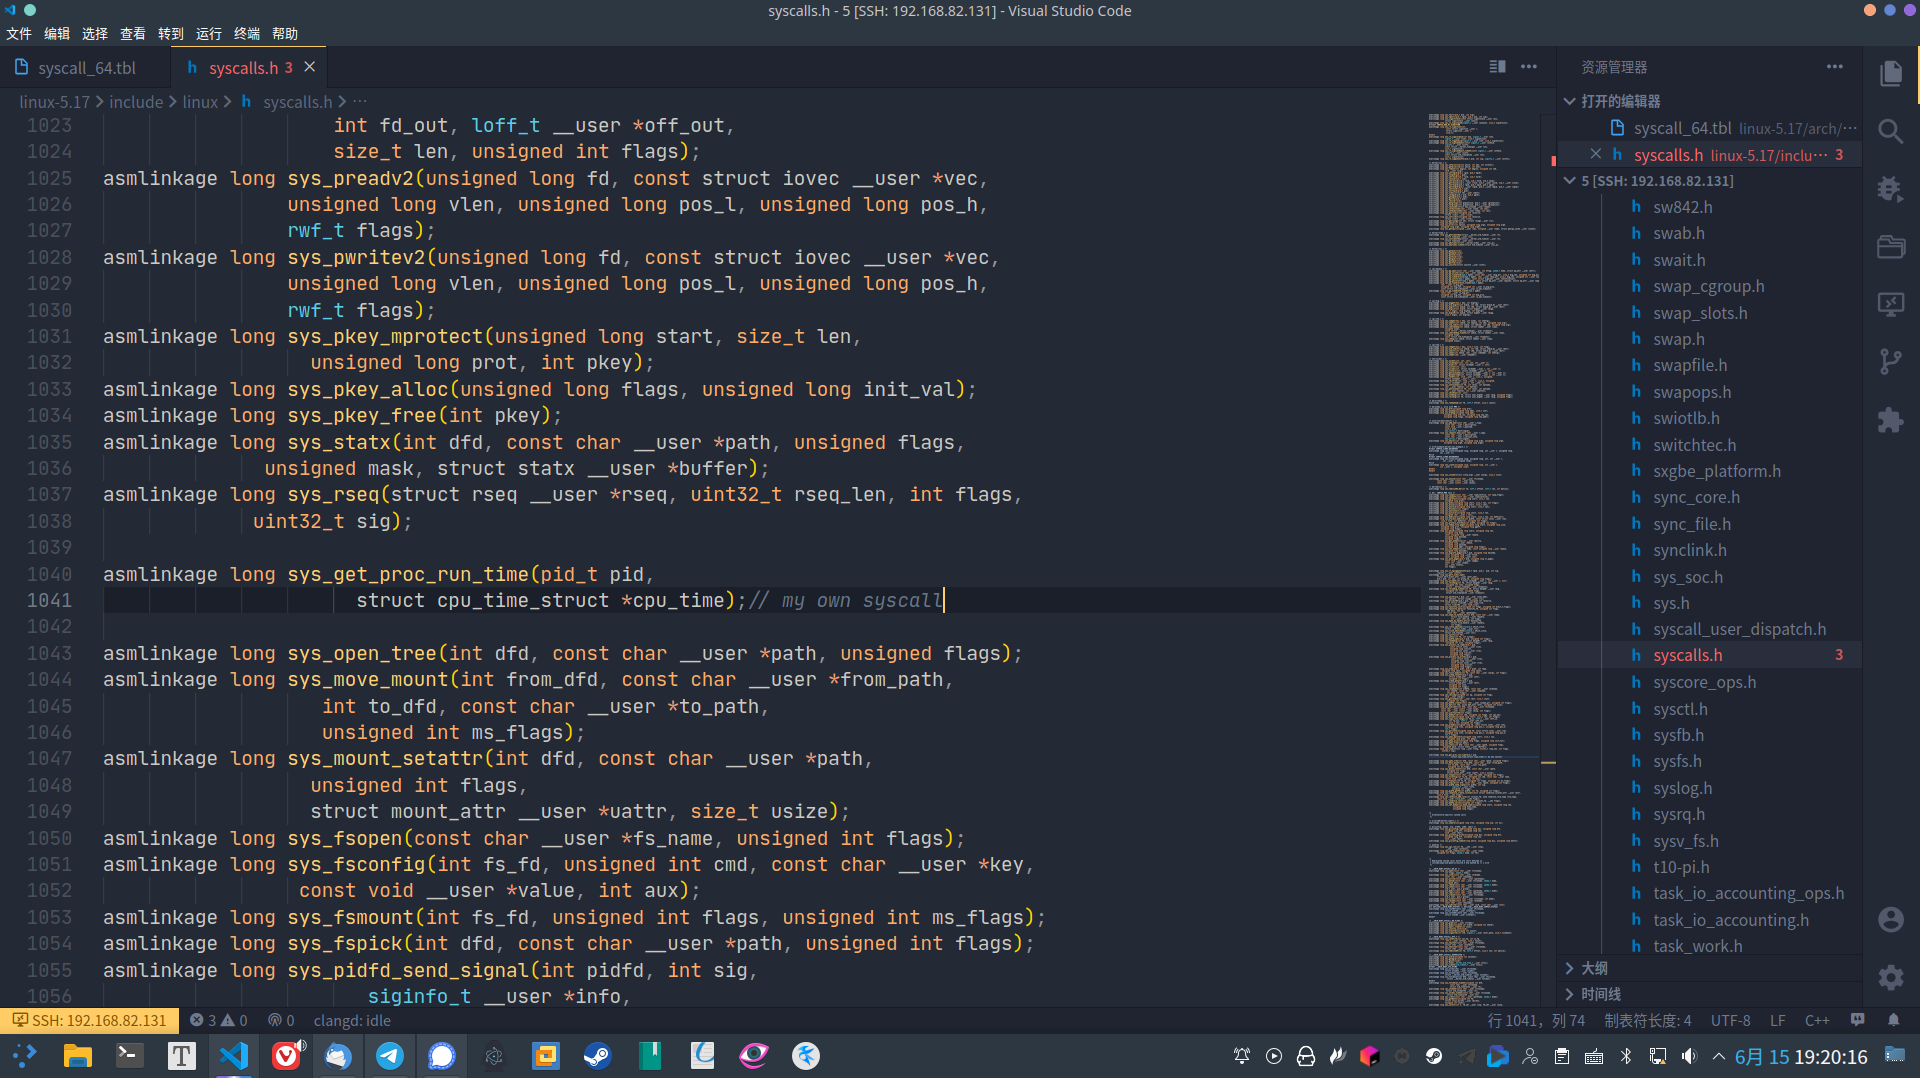 syscalls.h - 5 [SSH: 192.168.82.131] - Visual Studio Code
文件 编辑 选择 查看 转到 运行 终端 帮助
syscall_64.tbl
h syscalls.h 3
linux-5.17 > include > linux > h syscalls.h > ···
1023 int fd_out, loff_t __user *off_out,
1024 size_t len, unsigned int flags);
1025 asmlinkage long sys_preadv2(unsigned long fd, const struct iovec __user *vec,
1026 unsigned long vlen, unsigned long pos_l, unsigned long pos_h,
1027 rwf_t flags);
1028 asmlinkage long sys_pwritev2(unsigned long fd, const struct iovec __user *vec,
1029 unsigned long vlen, unsigned long pos_l, unsigned long pos_h,
1030 rwf_t flags);
1031 asmlinkage long sys_pkey_mprotect(unsigned long start, size_t len,
1032 unsigned long prot, int pkey);
1033 asmlinkage long sys_pkey_alloc(unsigned long flags, unsigned long init_val);
1034 asmlinkage long sys_pkey_free(int pkey);
1035 asmlinkage long sys_statx(int dfd, const char __user *path, unsigned flags,
1036 unsigned mask, struct statx __user *buffer);
1037 asmlinkage long sys_rseq(struct rseq __user *rseq, uint32_t rseq_len, int flags,
1038 uint32_t sig);
1039
1040 asmlinkage long sys_get_proc_run_time(pid_t pid,
1041 struct cpu_time_struct *cpu_time);// my own syscall
1042
1043 asmlinkage long sys_open_tree(int dfd, const char __user *path, unsigned flags);
1044 asmlinkage long sys_move_mount(int from_dfd, const char __user *from_path,
1045 int to_dfd, const char __user *to_path,
1046 unsigned int ms_flags);
1047 asmlinkage long sys_mount_setattr(int dfd, const char __user *path,
1048 unsigned int flags,
1049 struct mount_attr __user *uattr, size_t usize);
1050 asmlinkage long sys_fsopen(const char __user *fs_name, unsigned int flags);
1051 asmlinkage long sys_fsconfig(int fs_fd, unsigned int cmd, const char __user *key,
1052 const void __user *value, int aux);
1053 asmlinkage long sys_fsmount(int fs_fd, unsigned int flags, unsigned int ms_flags);
1054 asmlinkage long sys_fspick(int dfd, const char __user *path, unsigned int flags);
1055 asmlinkage long sys_pidfd_send_signal(int pidfd, int sig,
1056 siginfo_t __user *info,
资源管理器
打开的编辑器
syscall_64.tbl linux-5.17/arch/···
h syscalls.h linux-5.17/inclu··· 3
5 [SSH: 192.168.82.131]
h sw842.h
h swab.h
h swait.h
h swap_cgroup.h
h swap_slots.h
h swap.h
h swapfile.h
h swapops.h
h swiotlb.h
h switchtec.h
h sxgbe_platform.h
h sync_core.h
h sync_file.h
h synclink.h
h sys_soc.h
h sys.h
h syscall_user_dispatch.h
h syscalls.h 3
h syscore_ops.h
h sysctl.h
h sysfb.h
h sysfs.h
h syslog.h
h sysrq.h
h sysv_fs.h
h t10-pi.h
h task_io_accounting_ops.h
h task_io_accounting.h
h task_work.h
大纲
时间线
SSH: 192.168.82.131 3 0 0 clangd: idle 行 1041，列 74 制表符长度: 4 UTF-8 LF C++
6月 15 19:20:16